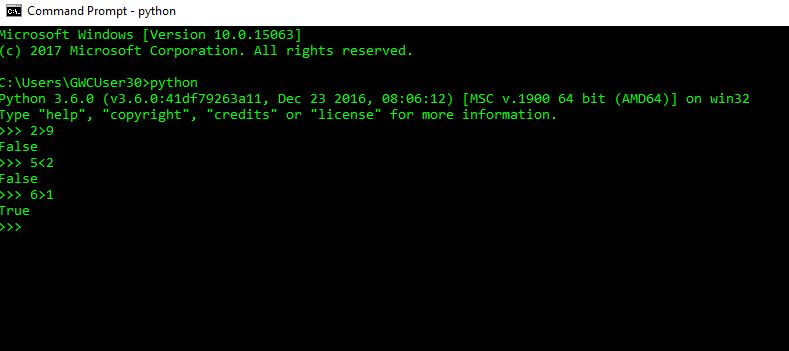 Command Prompt - python
Microsoft Windows [Version 10.0.15063]
(c) 2017 Microsoft Corporation. All rights reserved.
C:\Users\GWCUser30>python
Python 3.6.0 (v3.6.0:41df79263a11, Dec 23 2016, 08:06:12) [MSC v.1900 64 bit (AMD64)] on win32
Type "help", "copyright", "credits" or "license" for more information.
>>> 2>9
False
>>> 5<2
False
>>> 6>1
True
>>>